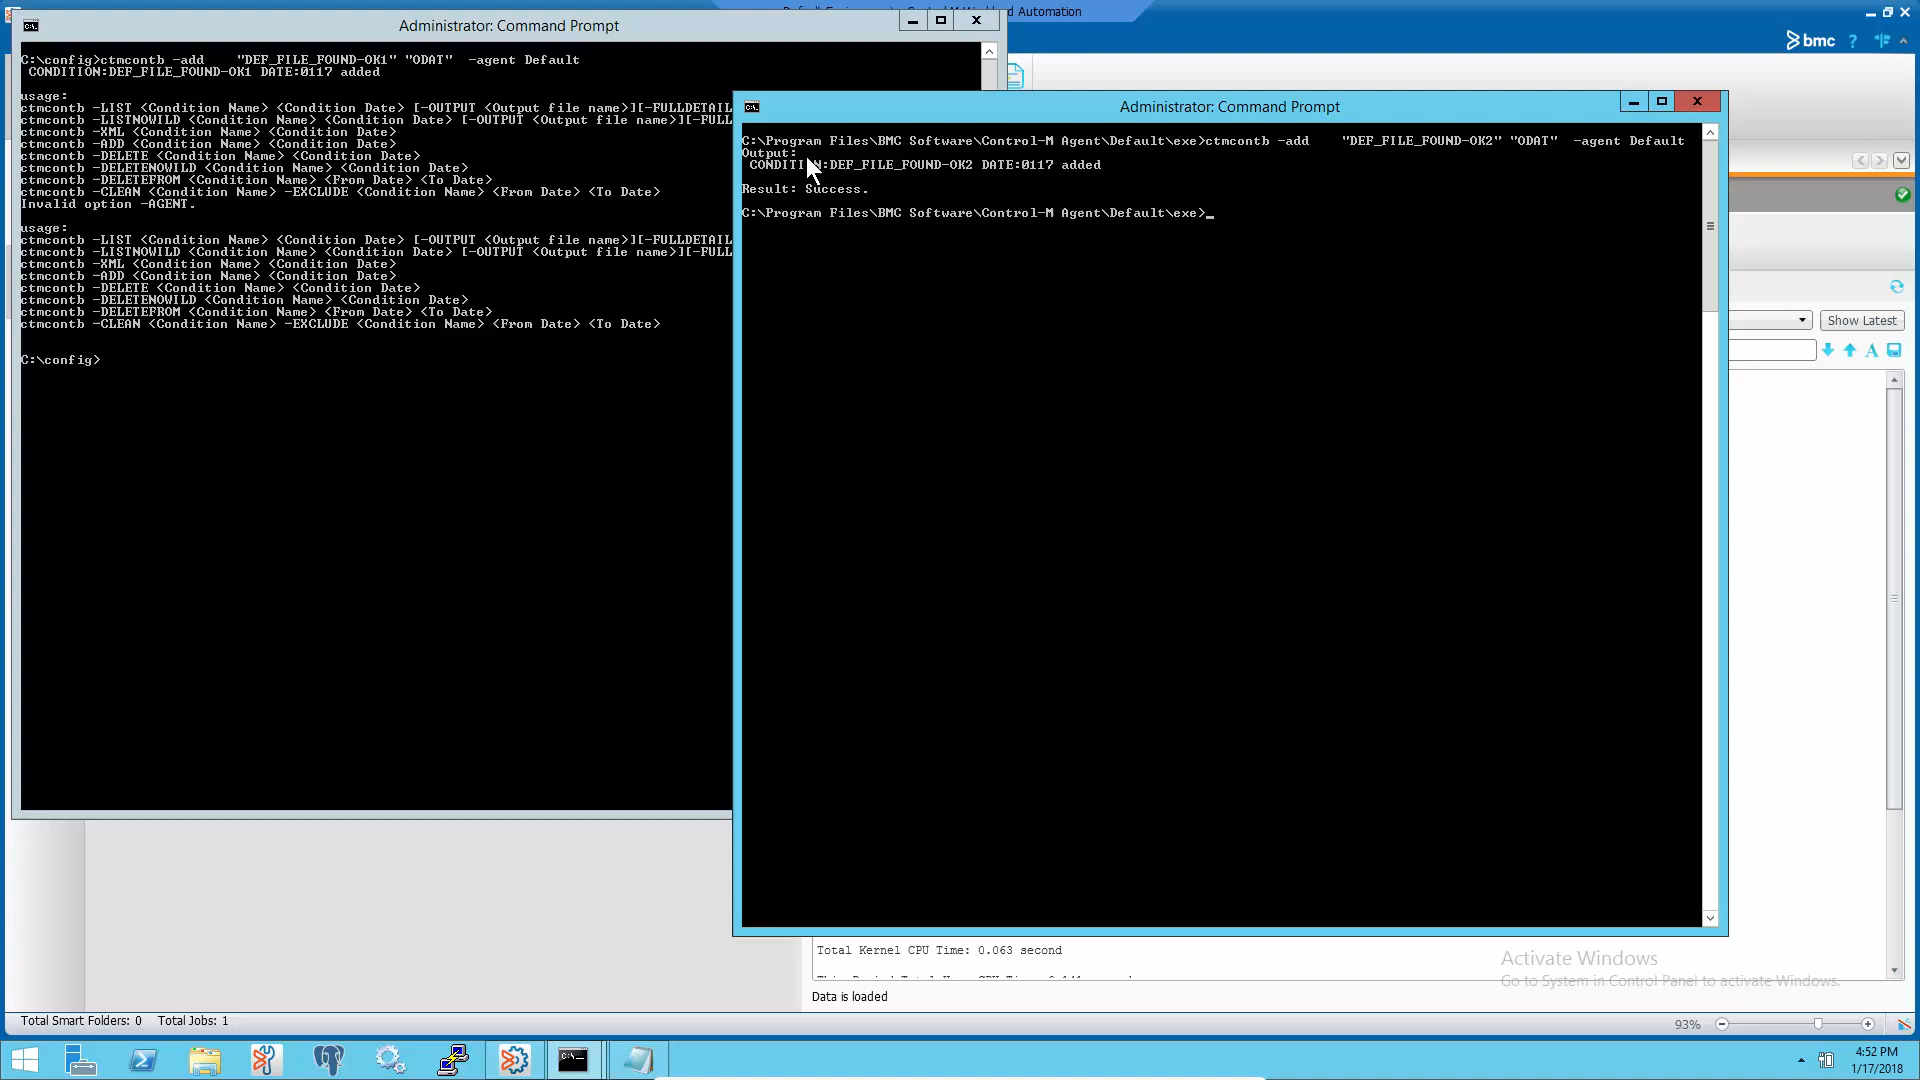 Administrator: Command Prompt
d Automation
bmc
C:\config>ctmcontb -add    "DEF_FILE_FOUND-OK1" "ODAT"  -agent Default
CONDITION:DEF_FILE_FOUND-OK1 DATE:0117 added
usage:
ctmcontb -LIST <Condition Name> <Condition Date> [-OUTPUT <Output file name>][-FULLDETAIL
ctmcontb -LISTNOWILD <Condition Name> <Condition Date> [-OUTPUT <Output file name>][-FULL
ctmcontb -XML <Condition Name> <Condition Date>
ctmcontb -ADD <Condition Name> <Condition Date>
ctmcontb -DELETE <Condition Name> <Condition Date>
ctmcontb -DELETENOWILD <Condition Name> <Condition Date>
ctmcontb -DELETEFROM <Condition Name> <From Date> <To Date>
ctmcontb -CLEAN <Condition Name> -EXCLUDE <Condition Name> <From Date> <To Date>
Invalid option -AGENT.
usage:
ctmcontb -LIST <Condition Name> <Condition Date> [-OUTPUT <Output file name>][-FULLDETAIL
ctmcontb -LISTNOWILD <Condition Name> <Condition Date> [-OUTPUT <Output file name>][-FULL
ctmcontb -XML <Condition Name> <Condition Date>
ctmcontb -ADD <Condition Name> <Condition Date>
ctmcontb -DELETE <Condition Name> <Condition Date>
ctmcontb -DELETENOWILD <Condition Name> <Condition Date>
ctmcontb -DELETEFROM <Condition Name> <From Date> <To Date>
ctmcontb -CLEAN <Condition Name> -EXCLUDE <Condition Name> <From Date> <To Date>
C:\config>
Administrator: Command Prompt
C:\Program Files\BMC Software\Control-M Agent\Default\exe>ctmcontb -add    "DEF_FILE_FOUND-OK2" "ODAT"  -agent Default
Output:
CONDITION:DEF_FILE_FOUND-OK2 DATE:0117 added
Result: Success.
C:\Program Files\BMC Software\Control-M Agent\Default\exe>_
Show Latest
Total Kernel CPU Time: 0.063 second
Data is loaded
Activate Windows
Go to System in Control Panel to activate Windows.
Total Smart Folders: 0    Total Jobs: 1
93%
4:52 PM
1/17/2018